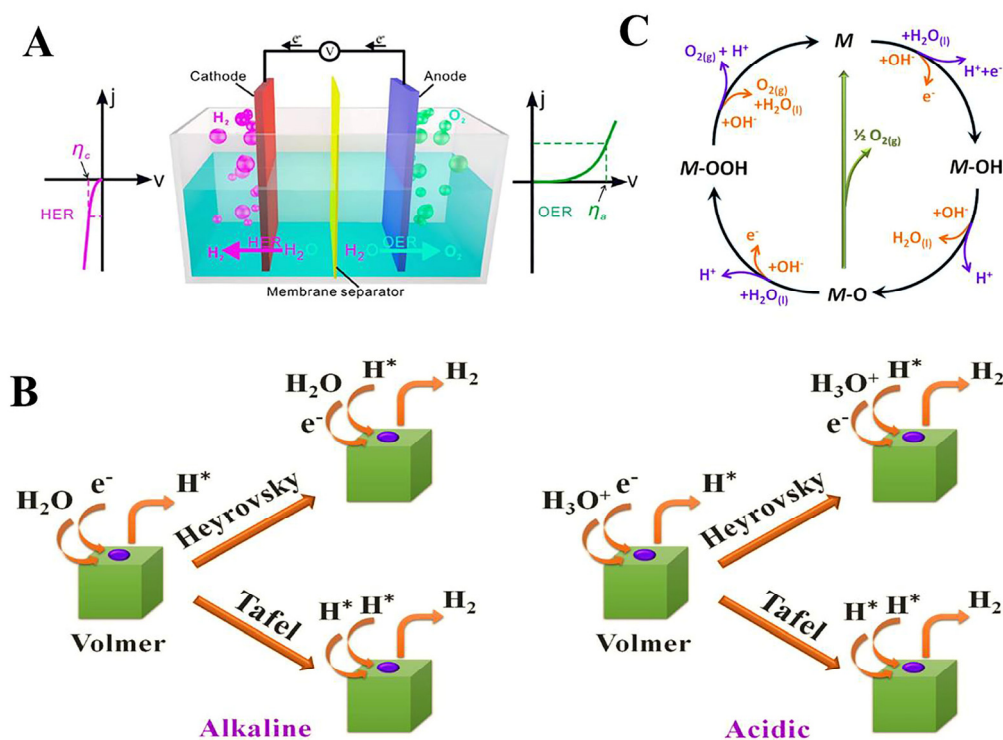 A
e⁻
V
e⁻
Cathode
Anode
H₂
O₂
j
ηc
V
HER
j
V
OER
ηa
HER
H₂
H₂O
OER
H₂O
O₂
Membrane separator
C
M
+H₂O(l)
+OH⁻
H⁺+e⁻
e⁻
O₂(g) + H⁺
O₂(g)
+H₂O(l)
+OH⁻
½ O₂(g)
M-OOH
M-OH
+OH⁻
H₂O(l)
H⁺
e⁻
+OH⁻
H⁺
+H₂O(l)
M-O
B
H₂O
H*
H₂
e⁻
H₂O
e⁻
H*
Heyrovsky
Volmer
Tafel
H*
H*
H₂
Alkaline
H₃O⁺
H*
H₂
e⁻
H₃O⁺
e⁻
H*
Heyrovsky
Volmer
Tafel
H*
H*
H₂
Acidic